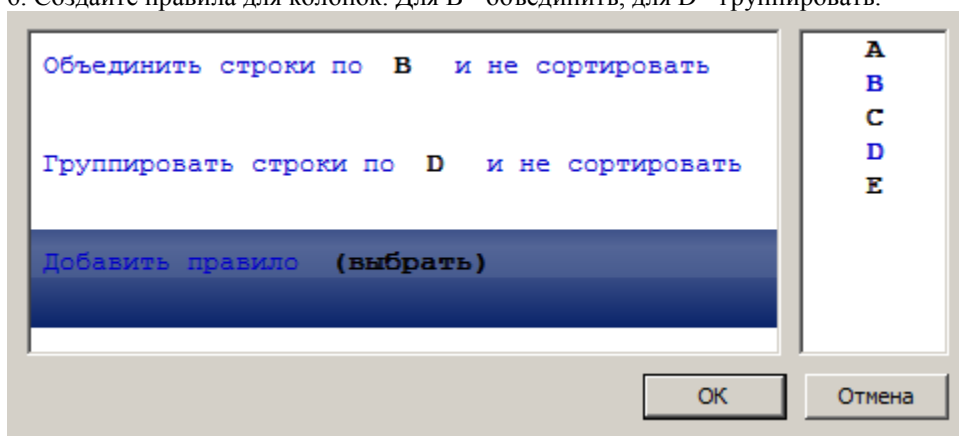 6. Создайте правила для колонок. Для B - объединить, для D - группировать.
Объединить строки по B и не сортировать
Группировать строки по D и не сортировать
Добавить правило (выбрать)
A
B
C
D
E
OK
Отмена